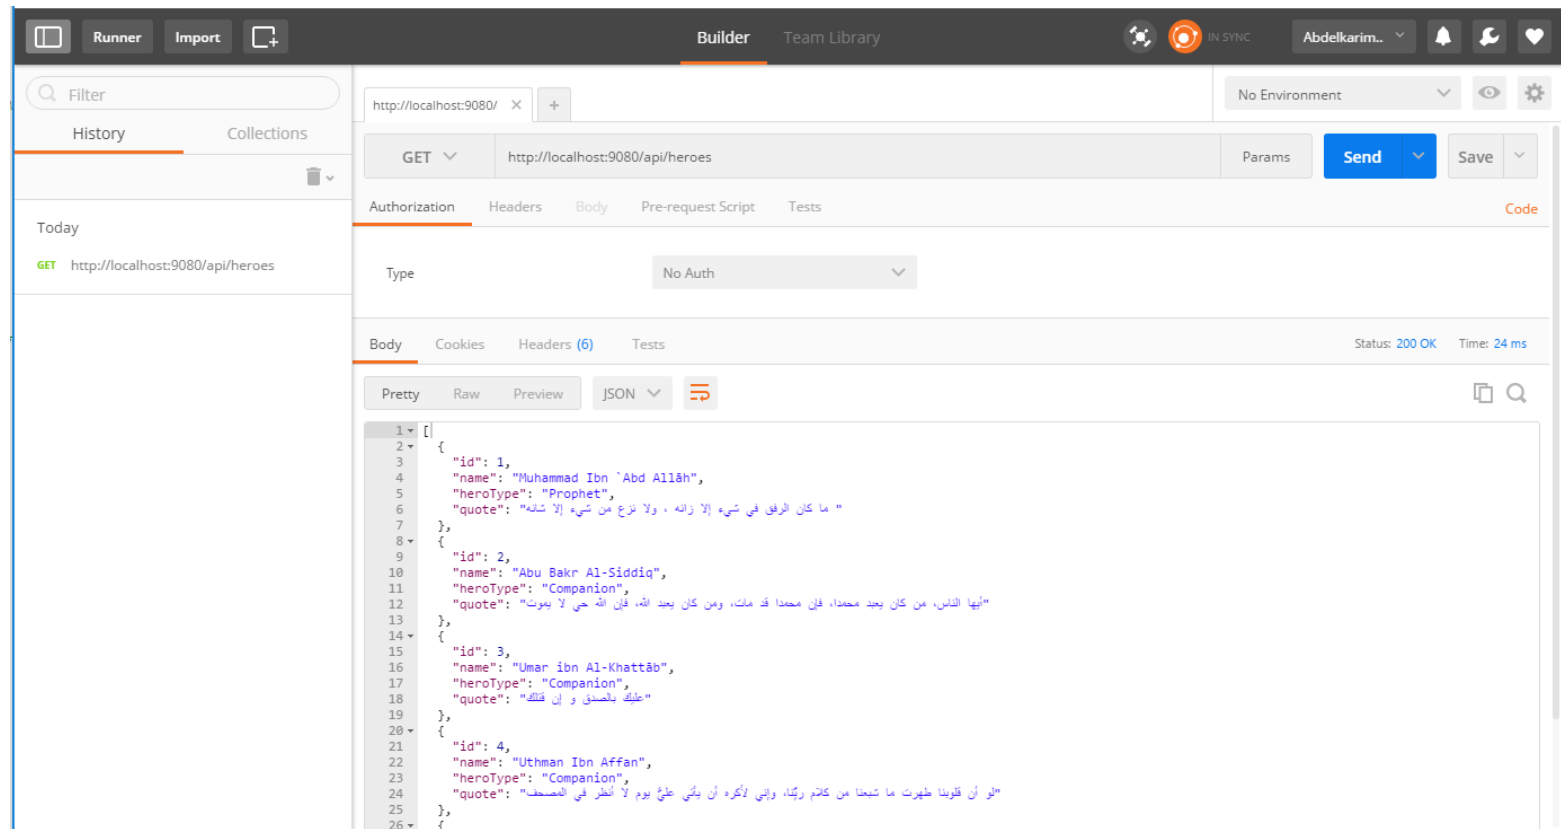 Runner Import Builder Team Library IN SYNC Abdelkarim..
Filter
History Collections
Today
GET http://localhost:9080/api/heroes
http://localhost:9080/ × +
No Environment
GET http://localhost:9080/api/heroes Params Send Save
Authorization Headers Body Pre-request Script Tests Code
Type No Auth
Body Cookies Headers (6) Tests Status: 200 OK Time: 24 ms
Pretty Raw Preview JSON
1 [
2 {
3 "id": 1,
4 "name": "Muhammad Ibn `Abd Allāh",
5 "heroType": "Prophet",
6 "quote": "ما كان الرفق في شيء إلا زانه ، ولا نزع من شيء إلا شانه "
7 },
8 {
9 "id": 2,
10 "name": "Abu Bakr Al-Siddiq",
11 "heroType": "Companion",
12 "quote": "أيها الناس، من كان يعبد محمدا، فإن محمدا قد مات، ومن كان يعبد الله، فإن الله حي لا يموت"
13 },
14 {
15 "id": 3,
16 "name": "Umar ibn Al-Khattāb",
17 "heroType": "Companion",
18 "quote": "عليك بالصدق و إن قتلك"
19 },
20 {
21 "id": 4,
22 "name": "Uthman Ibn Affan",
23 "heroType": "Companion",
24 "quote": "لو أن قلوبنا طهرت ما شبعنا من كلام ربِّنا، وإني لأكره أن يأتي عليَّ يوم لا أنظر في المصحف"
25 },
26 {